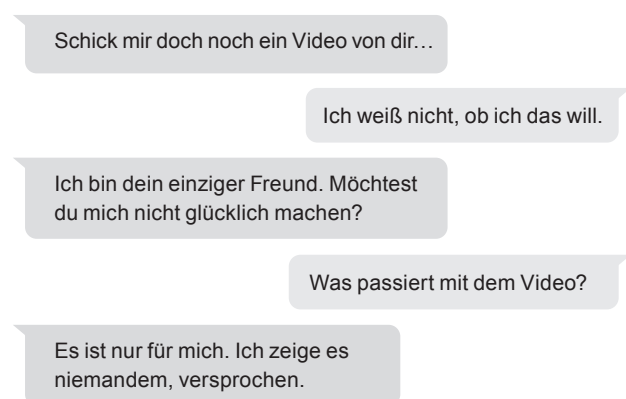 Schick mir doch noch ein Video von dir…
Ich weiß nicht, ob ich das will.
Ich bin dein einziger Freund. Möchtest
du mich nicht glücklich machen?
Was passiert mit dem Video?
Es ist nur für mich. Ich zeige es
niemandem, versprochen.